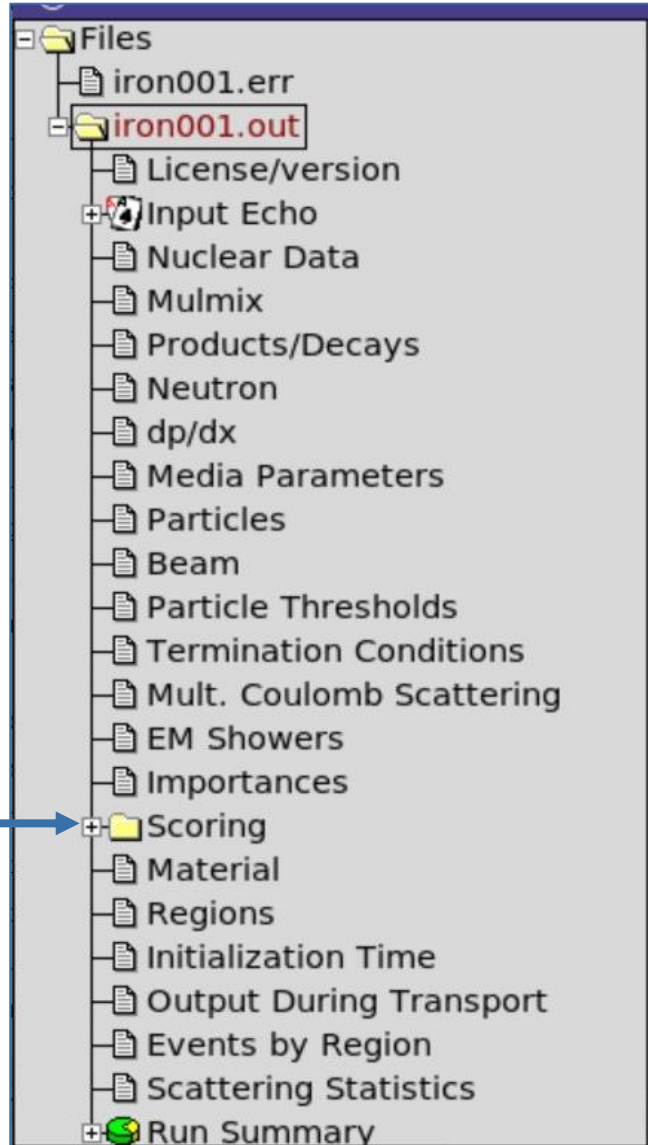 Files
iron001.err
iron001.out
License/version
Input Echo
Nuclear Data
Mulmix
Products/Decays
Neutron
dp/dx
Media Parameters
Particles
Beam
Particle Thresholds
Termination Conditions
Mult. Coulomb Scattering
EM Showers
Importances
Scoring
Material
Regions
Initialization Time
Output During Transport
Events by Region
Scattering Statistics
Run Summary